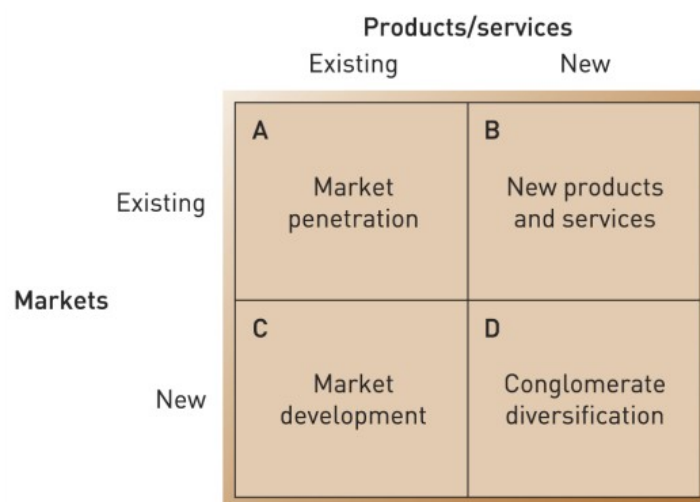 Products/services
Existing
New
A
B
Existing
Market
penetration
New products
and services
Markets
C
D
New
Market
development
Conglomerate
diversification